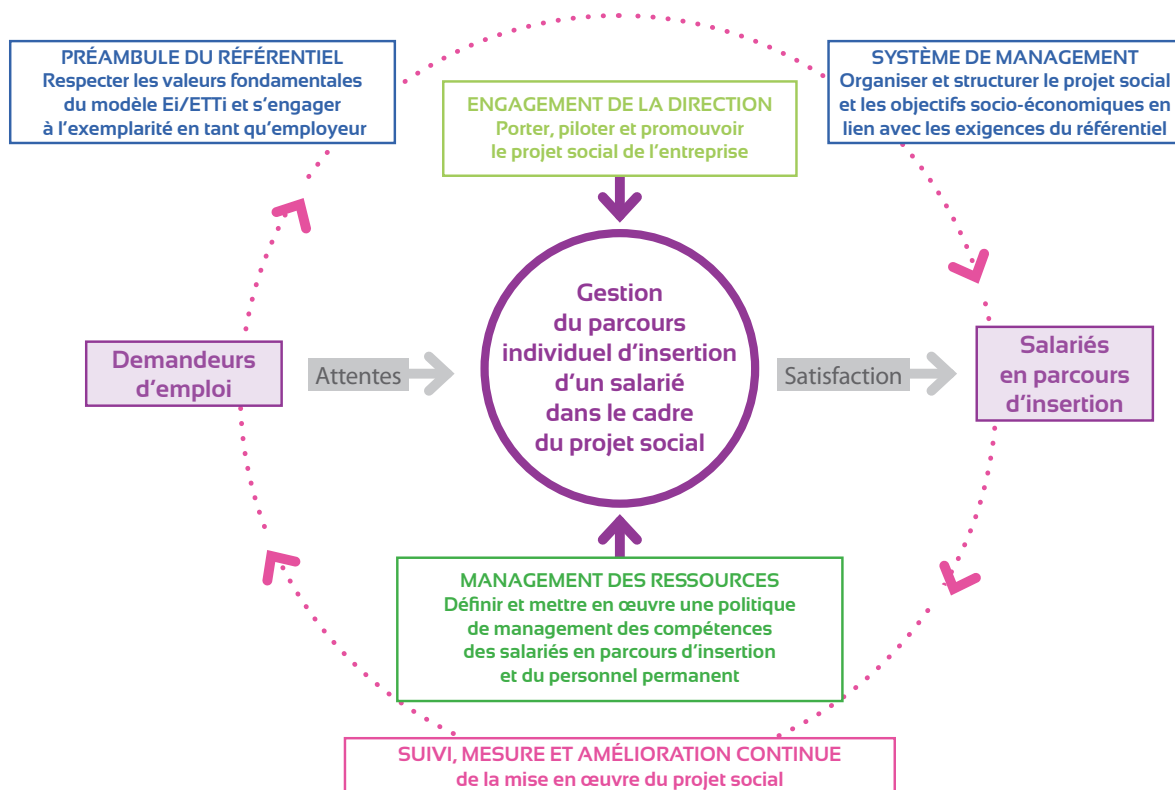 PRÉAMBULE DU RÉFÉRENTIEL
Respecter les valeurs fondamentales
du modèle Ei/ETTi et s’engager
à l’exemplarité en tant qu’employeur
ENGAGEMENT DE LA DIRECTION
Porter, piloter et promouvoir
le projet social de l’entreprise
SYSTÈME DE MANAGEMENT
Organiser et structurer le projet social
et les objectifs socio-économiques en
lien avec les exigences du référentiel
Demandeurs
d’emploi
Attentes
Gestion
du parcours
individuel d’insertion
d’un salarié
dans le cadre
du projet social
Satisfaction
Salariés
en parcours
d’insertion
MANAGEMENT DES RESSOURCES
Définir et mettre en œuvre une politique
de management des compétences
des salariés en parcours d’insertion
et du personnel permanent
SUIVI, MESURE ET AMÉLIORATION CONTINUE
de la mise en œuvre du projet social